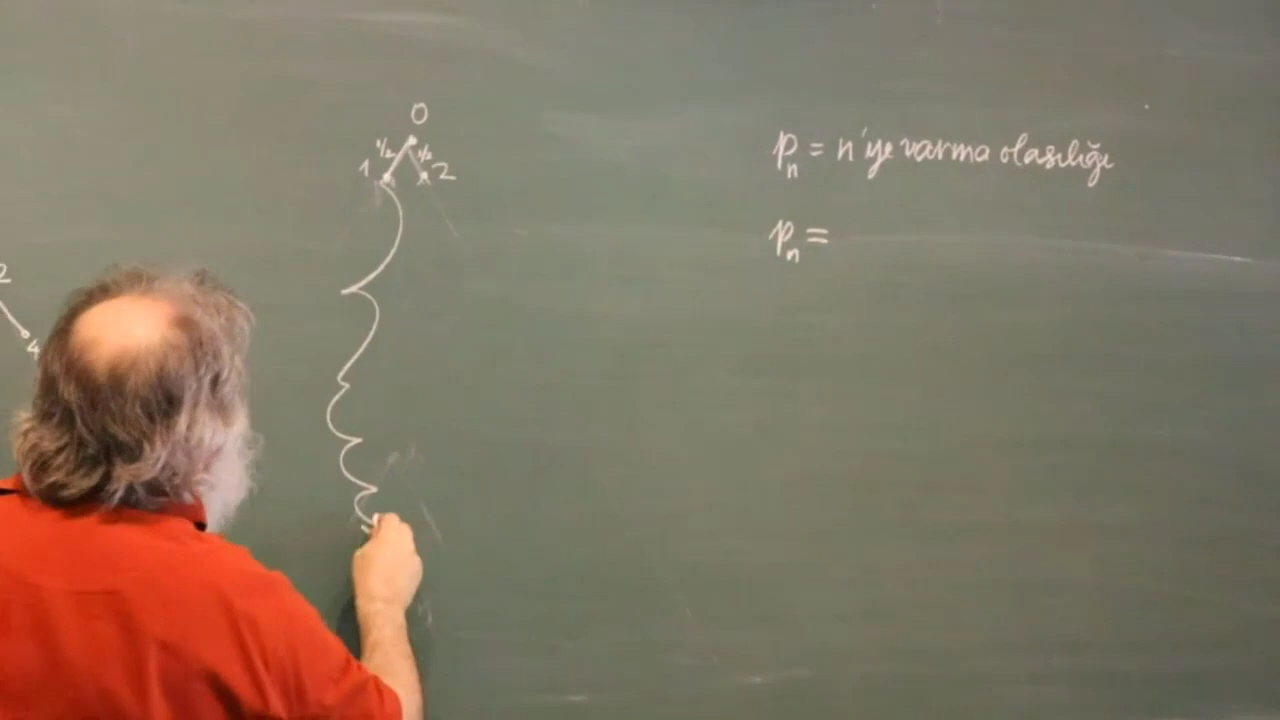 0
1/2 1/2
1 2
2
4
pₙ = n'ye varma olasılığı
pₙ =